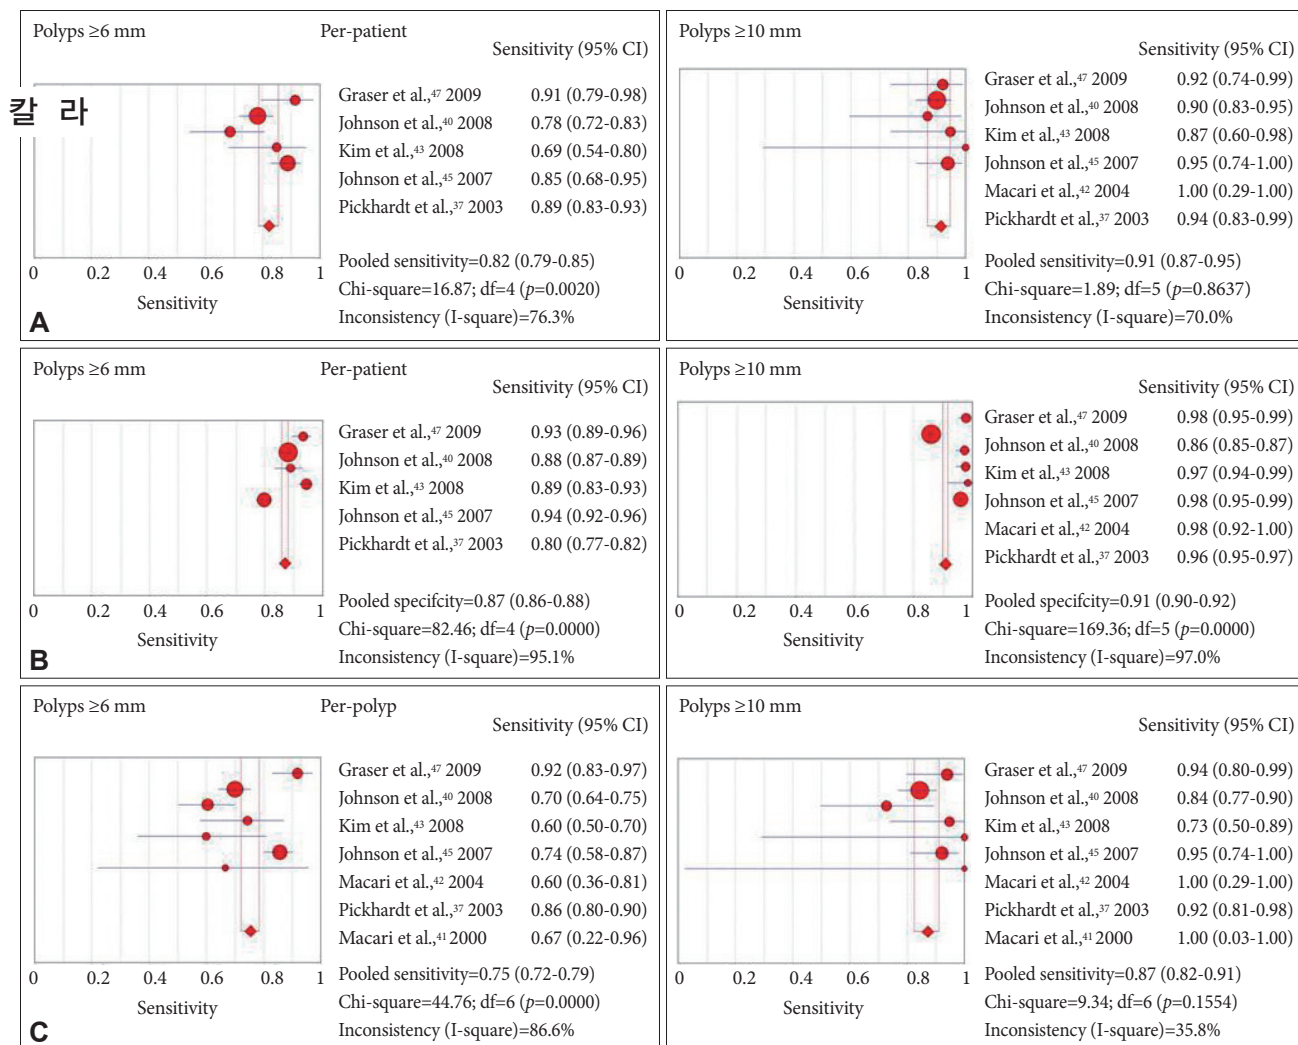 Polyps ≥6 mm Per-patient
Sensitivity (95% CI)
칼 라
Graser et al.,⁴⁷ 2009 0.91 (0.79-0.98)
Johnson et al.,⁴⁰ 2008 0.78 (0.72-0.83)
Kim et al.,⁴³ 2008 0.69 (0.54-0.80)
Johnson et al.,⁴⁵ 2007 0.85 (0.68-0.95)
Pickhardt et al.,³⁷ 2003 0.89 (0.83-0.93)
Pooled sensitivity=0.82 (0.79-0.85)
Chi-square=16.87; df=4 (p=0.0020)
Inconsistency (I-square)=76.3%
0 0.2 0.4 0.6 0.8 1
Sensitivity
A
Polyps ≥10 mm
Sensitivity (95% CI)
Graser et al.,⁴⁷ 2009 0.92 (0.74-0.99)
Johnson et al.,⁴⁰ 2008 0.90 (0.83-0.95)
Kim et al.,⁴³ 2008 0.87 (0.60-0.98)
Johnson et al.,⁴⁵ 2007 0.95 (0.74-1.00)
Macari et al.,⁴² 2004 1.00 (0.29-1.00)
Pickhardt et al.,³⁷ 2003 0.94 (0.83-0.99)
Pooled sensitivity=0.91 (0.87-0.95)
Chi-square=1.89; df=5 (p=0.8637)
Inconsistency (I-square)=70.0%
0 0.2 0.4 0.6 0.8 1
Sensitivity
Polyps ≥6 mm Per-patient
Sensitivity (95% CI)
Graser et al.,⁴⁷ 2009 0.93 (0.89-0.96)
Johnson et al.,⁴⁰ 2008 0.88 (0.87-0.89)
Kim et al.,⁴³ 2008 0.89 (0.83-0.93)
Johnson et al.,⁴⁵ 2007 0.94 (0.92-0.96)
Pickhardt et al.,³⁷ 2003 0.80 (0.77-0.82)
Pooled specifcity=0.87 (0.86-0.88)
Chi-square=82.46; df=4 (p=0.0000)
Inconsistency (I-square)=95.1%
0 0.2 0.4 0.6 0.8 1
Sensitivity
B
Polyps ≥10 mm
Sensitivity (95% CI)
Graser et al.,⁴⁷ 2009 0.98 (0.95-0.99)
Johnson et al.,⁴⁰ 2008 0.86 (0.85-0.87)
Kim et al.,⁴³ 2008 0.97 (0.94-0.99)
Johnson et al.,⁴⁵ 2007 0.98 (0.95-0.99)
Macari et al.,⁴² 2004 0.98 (0.92-1.00)
Pickhardt et al.,³⁷ 2003 0.96 (0.95-0.97)
Pooled specifcity=0.91 (0.90-0.92)
Chi-square=169.36; df=5 (p=0.0000)
Inconsistency (I-square)=97.0%
0 0.2 0.4 0.6 0.8 1
Sensitivity
Polyps ≥6 mm Per-polyp
Sensitivity (95% CI)
Graser et al.,⁴⁷ 2009 0.92 (0.83-0.97)
Johnson et al.,⁴⁰ 2008 0.70 (0.64-0.75)
Kim et al.,⁴³ 2008 0.60 (0.50-0.70)
Johnson et al.,⁴⁵ 2007 0.74 (0.58-0.87)
Macari et al.,⁴² 2004 0.60 (0.36-0.81)
Pickhardt et al.,³⁷ 2003 0.86 (0.80-0.90)
Macari et al.,⁴¹ 2000 0.67 (0.22-0.96)
Pooled sensitivity=0.75 (0.72-0.79)
Chi-square=44.76; df=6 (p=0.0000)
Inconsistency (I-square)=86.6%
0 0.2 0.4 0.6 0.8 1
Sensitivity
C
Polyps ≥10 mm
Sensitivity (95% CI)
Graser et al.,⁴⁷ 2009 0.94 (0.80-0.99)
Johnson et al.,⁴⁰ 2008 0.84 (0.77-0.90)
Kim et al.,⁴³ 2008 0.73 (0.50-0.89)
Johnson et al.,⁴⁵ 2007 0.95 (0.74-1.00)
Macari et al.,⁴² 2004 1.00 (0.29-1.00)
Pickhardt et al.,³⁷ 2003 0.92 (0.81-0.98)
Macari et al.,⁴¹ 2000 1.00 (0.03-1.00)
Pooled sensitivity=0.87 (0.82-0.91)
Chi-square=9.34; df=6 (p=0.1554)
Inconsistency (I-square)=35.8%
0 0.2 0.4 0.6 0.8 1
Sensitivity